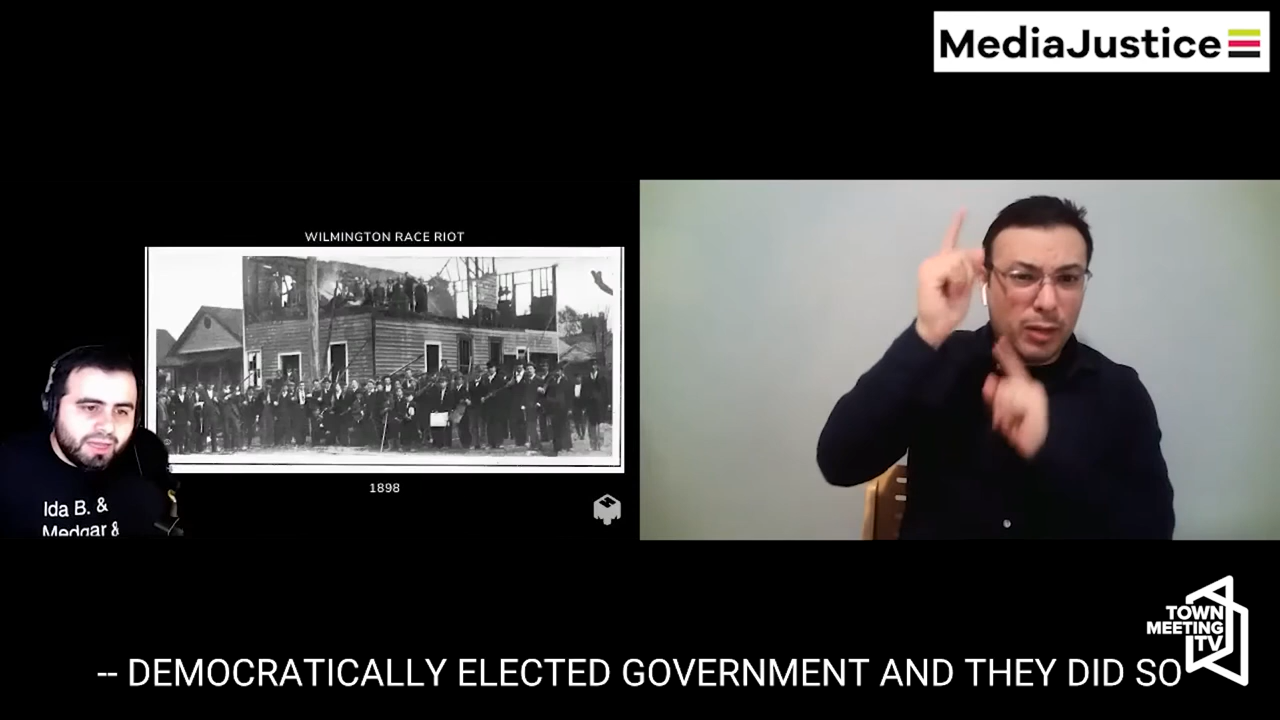 MediaJustice
WILMINGTON RACE RIOT
Ida B. &
Medgar &
1898
TOWN
MEETING
TV
-- DEMOCRATICALLY ELECTED GOVERNMENT AND THEY DID SO